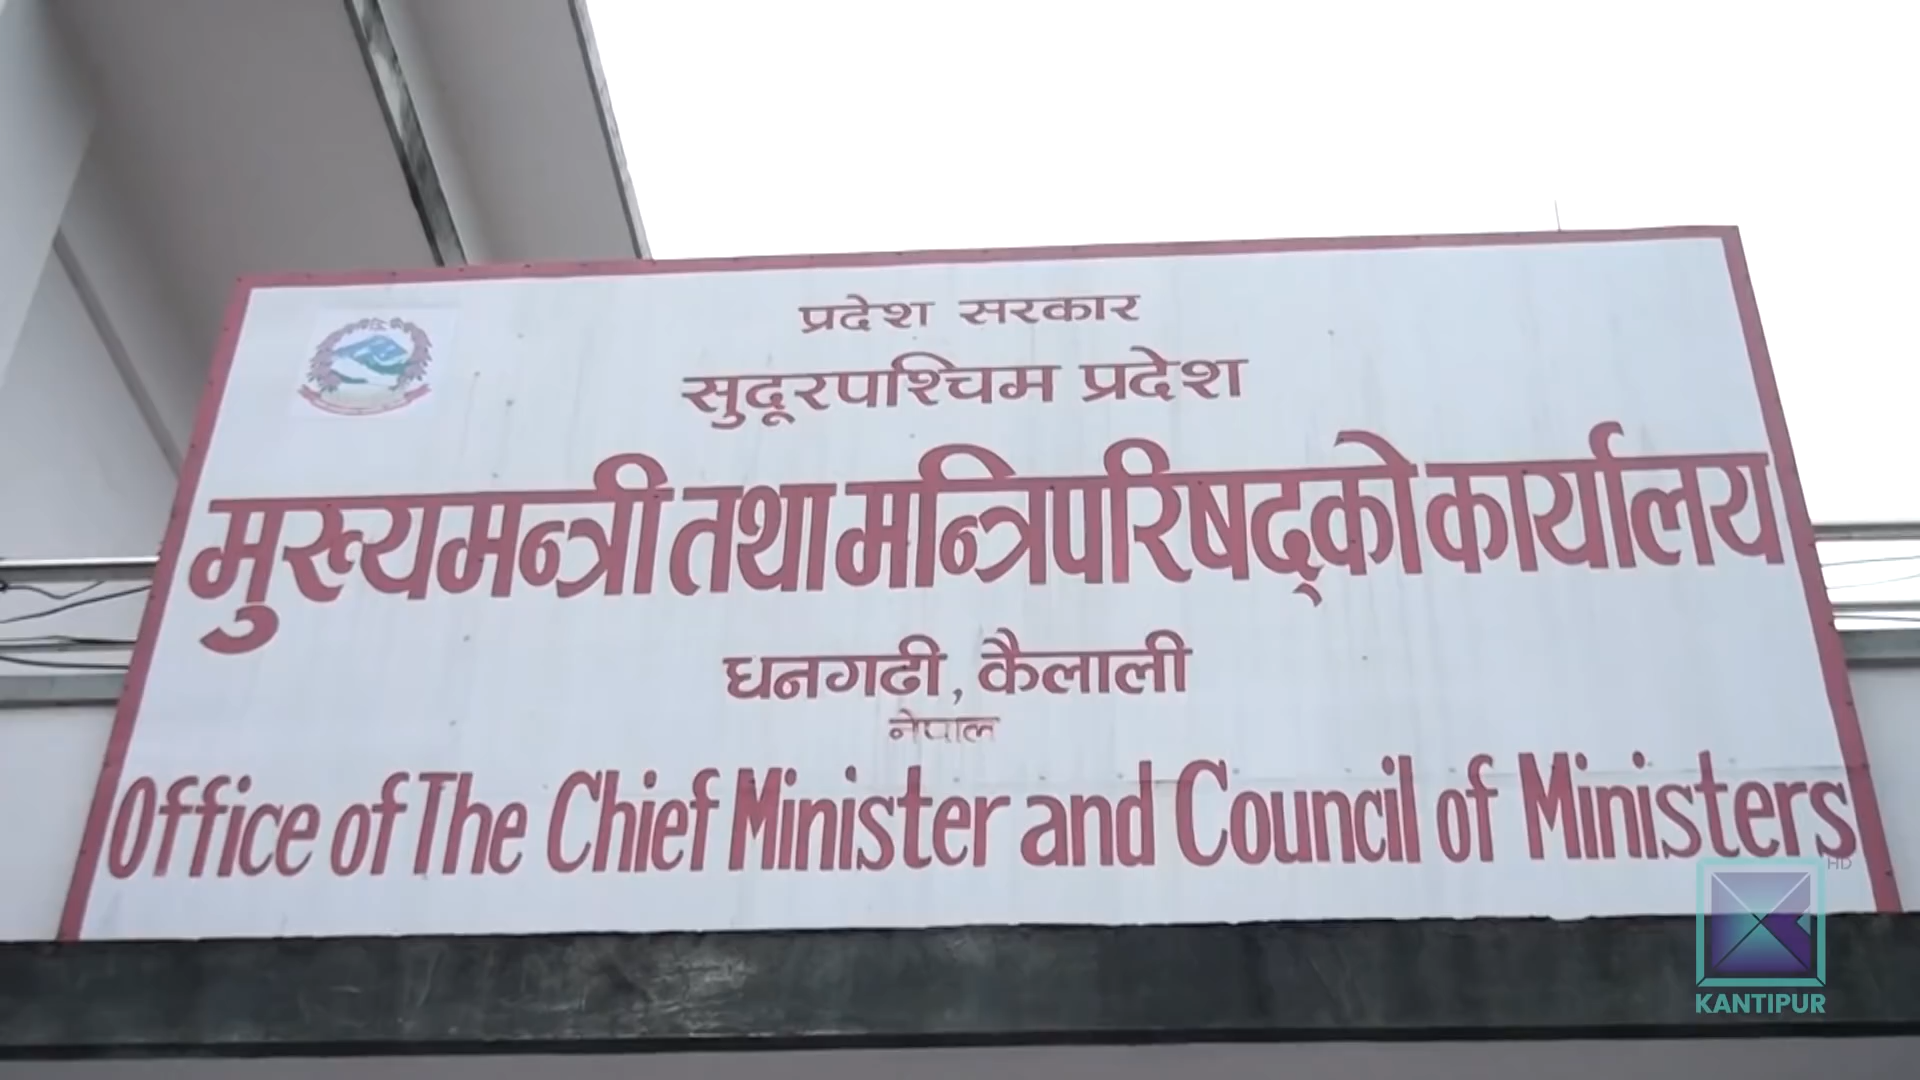 प्रदेश सरकार
सुदूरपश्चिम प्रदेश
मुख्यमन्त्री तथा मन्त्रिपरिषद्को कार्यालय
धनगढी, कैलाली
नेपाल
Office of The Chief Minister and Council of Ministers
HD
KANTIPUR